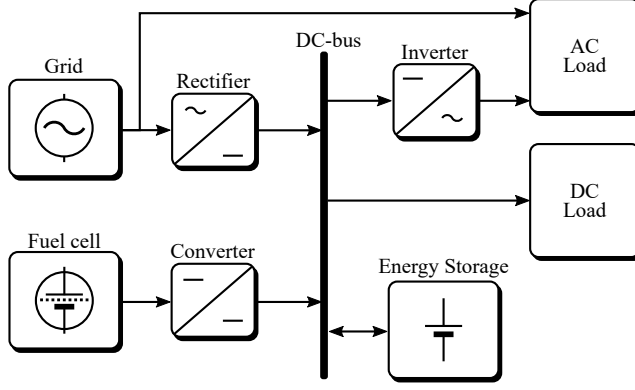 DC-bus
Inverter
AC
Load
Grid
Rectifier
DC
Load
Fuel cell
Converter
Energy Storage